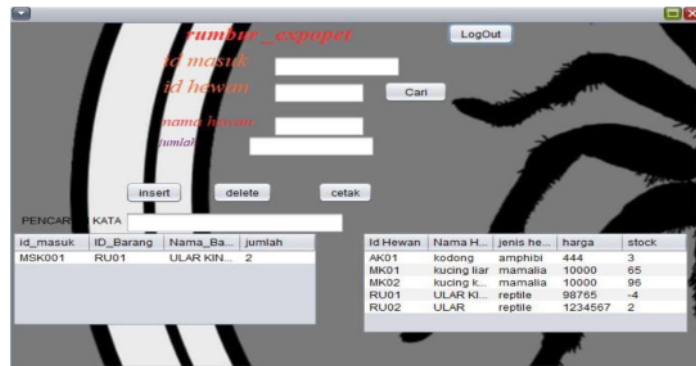 rumbur_expopet
LogOut
id masuk
id hewan
Cari
nama hewan
jumlah
insert delete cetak
PENCAR KATA
id_masuk ID_Barang Nama_Ba... jumlah
MSK001 RU01 ULAR KIN... 2
Id Hewan Nama H... jenis he... harga stock
AK01 kodong amphibi 444 3
MK01 kucing liar mamalia 10000 65
MK02 kucing k... mamalia 10000 96
RU01 ULAR KI... reptile 98765 -4
RU02 ULAR reptile 1234567 2